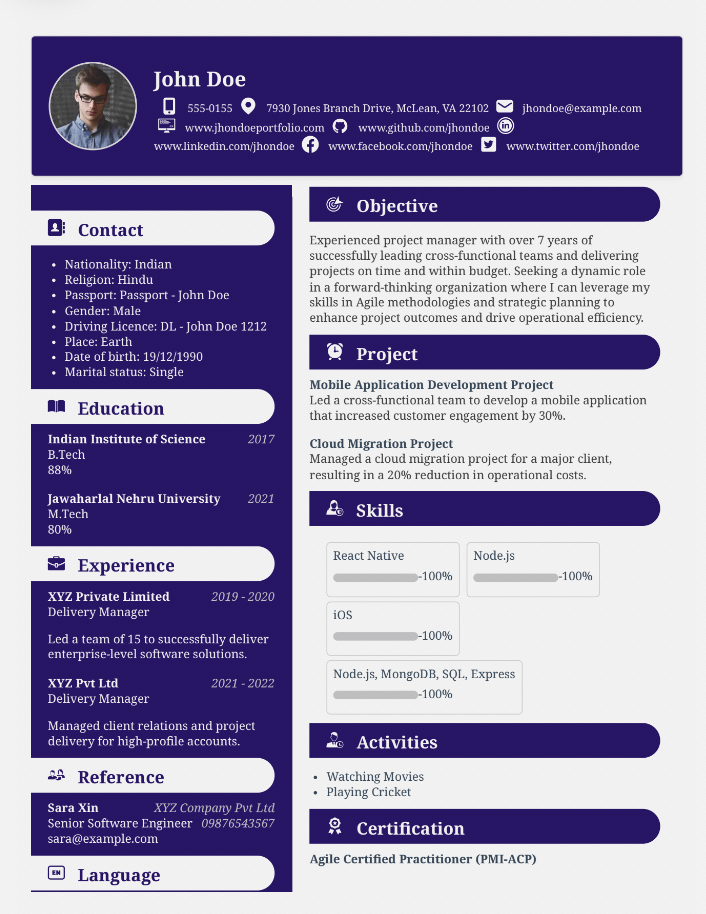 John Doe
555-0155 7930 Jones Branch Drive, McLean, VA 22102 jhondoe@example.com
www.jhondoeportfolio.com www.github.com/jhondoe
www.linkedin.com/jhondoe www.facebook.com/jhondoe www.twitter.com/jhondoe
Contact
• Nationality: Indian
• Religion: Hindu
• Passport: Passport - John Doe
• Gender: Male
• Driving Licence: DL - John Doe 1212
• Place: Earth
• Date of birth: 19/12/1990
• Marital status: Single
Education
Indian Institute of Science 2017
B.Tech
88%
Jawaharlal Nehru University 2021
M.Tech
80%
Experience
XYZ Private Limited 2019 - 2020
Delivery Manager
Led a team of 15 to successfully deliver
enterprise-level software solutions.
XYZ Pvt Ltd 2021 - 2022
Delivery Manager
Managed client relations and project
delivery for high-profile accounts.
Reference
Sara Xin XYZ Company Pvt Ltd
Senior Software Engineer 09876543567
sara@example.com
EN Language
Objective
Experienced project manager with over 7 years of
successfully leading cross-functional teams and delivering
projects on time and within budget. Seeking a dynamic role
in a forward-thinking organization where I can leverage my
skills in Agile methodologies and strategic planning to
enhance project outcomes and drive operational efficiency.
Project
Mobile Application Development Project
Led a cross-functional team to develop a mobile application
that increased customer engagement by 30%.
Cloud Migration Project
Managed a cloud migration project for a major client,
resulting in a 20% reduction in operational costs.
Skills
React Native
-100%
Node.js
-100%
iOS
-100%
Node.js, MongoDB, SQL, Express
-100%
Activities
• Watching Movies
• Playing Cricket
Certification
Agile Certified Practitioner (PMI-ACP)